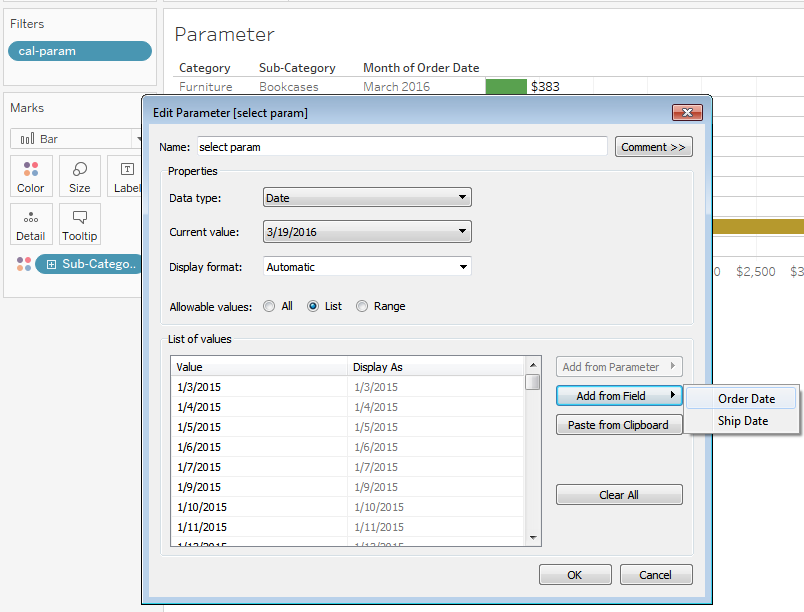 Filters
cal-param
Marks
Bar
Color Size Label
Detail Tooltip
Sub-Catego..
Parameter
Category Sub-Category Month of Order Date
Furniture Bookcases March 2016 $383
Edit Parameter [select param]
Name: select param Comment >>
Properties
Data type: Date
Current value: 3/19/2016
Display format: Automatic
Allowable values: All List Range
List of values
Value Display As
1/3/2015 1/3/2015
1/4/2015 1/4/2015
1/5/2015 1/5/2015
1/6/2015 1/6/2015
1/7/2015 1/7/2015
1/9/2015 1/9/2015
1/10/2015 1/10/2015
1/11/2015 1/11/2015
Add from Parameter
Add from Field
Paste from Clipboard
Clear All
Order Date
Ship Date
OK Cancel
0 $2,500 $3